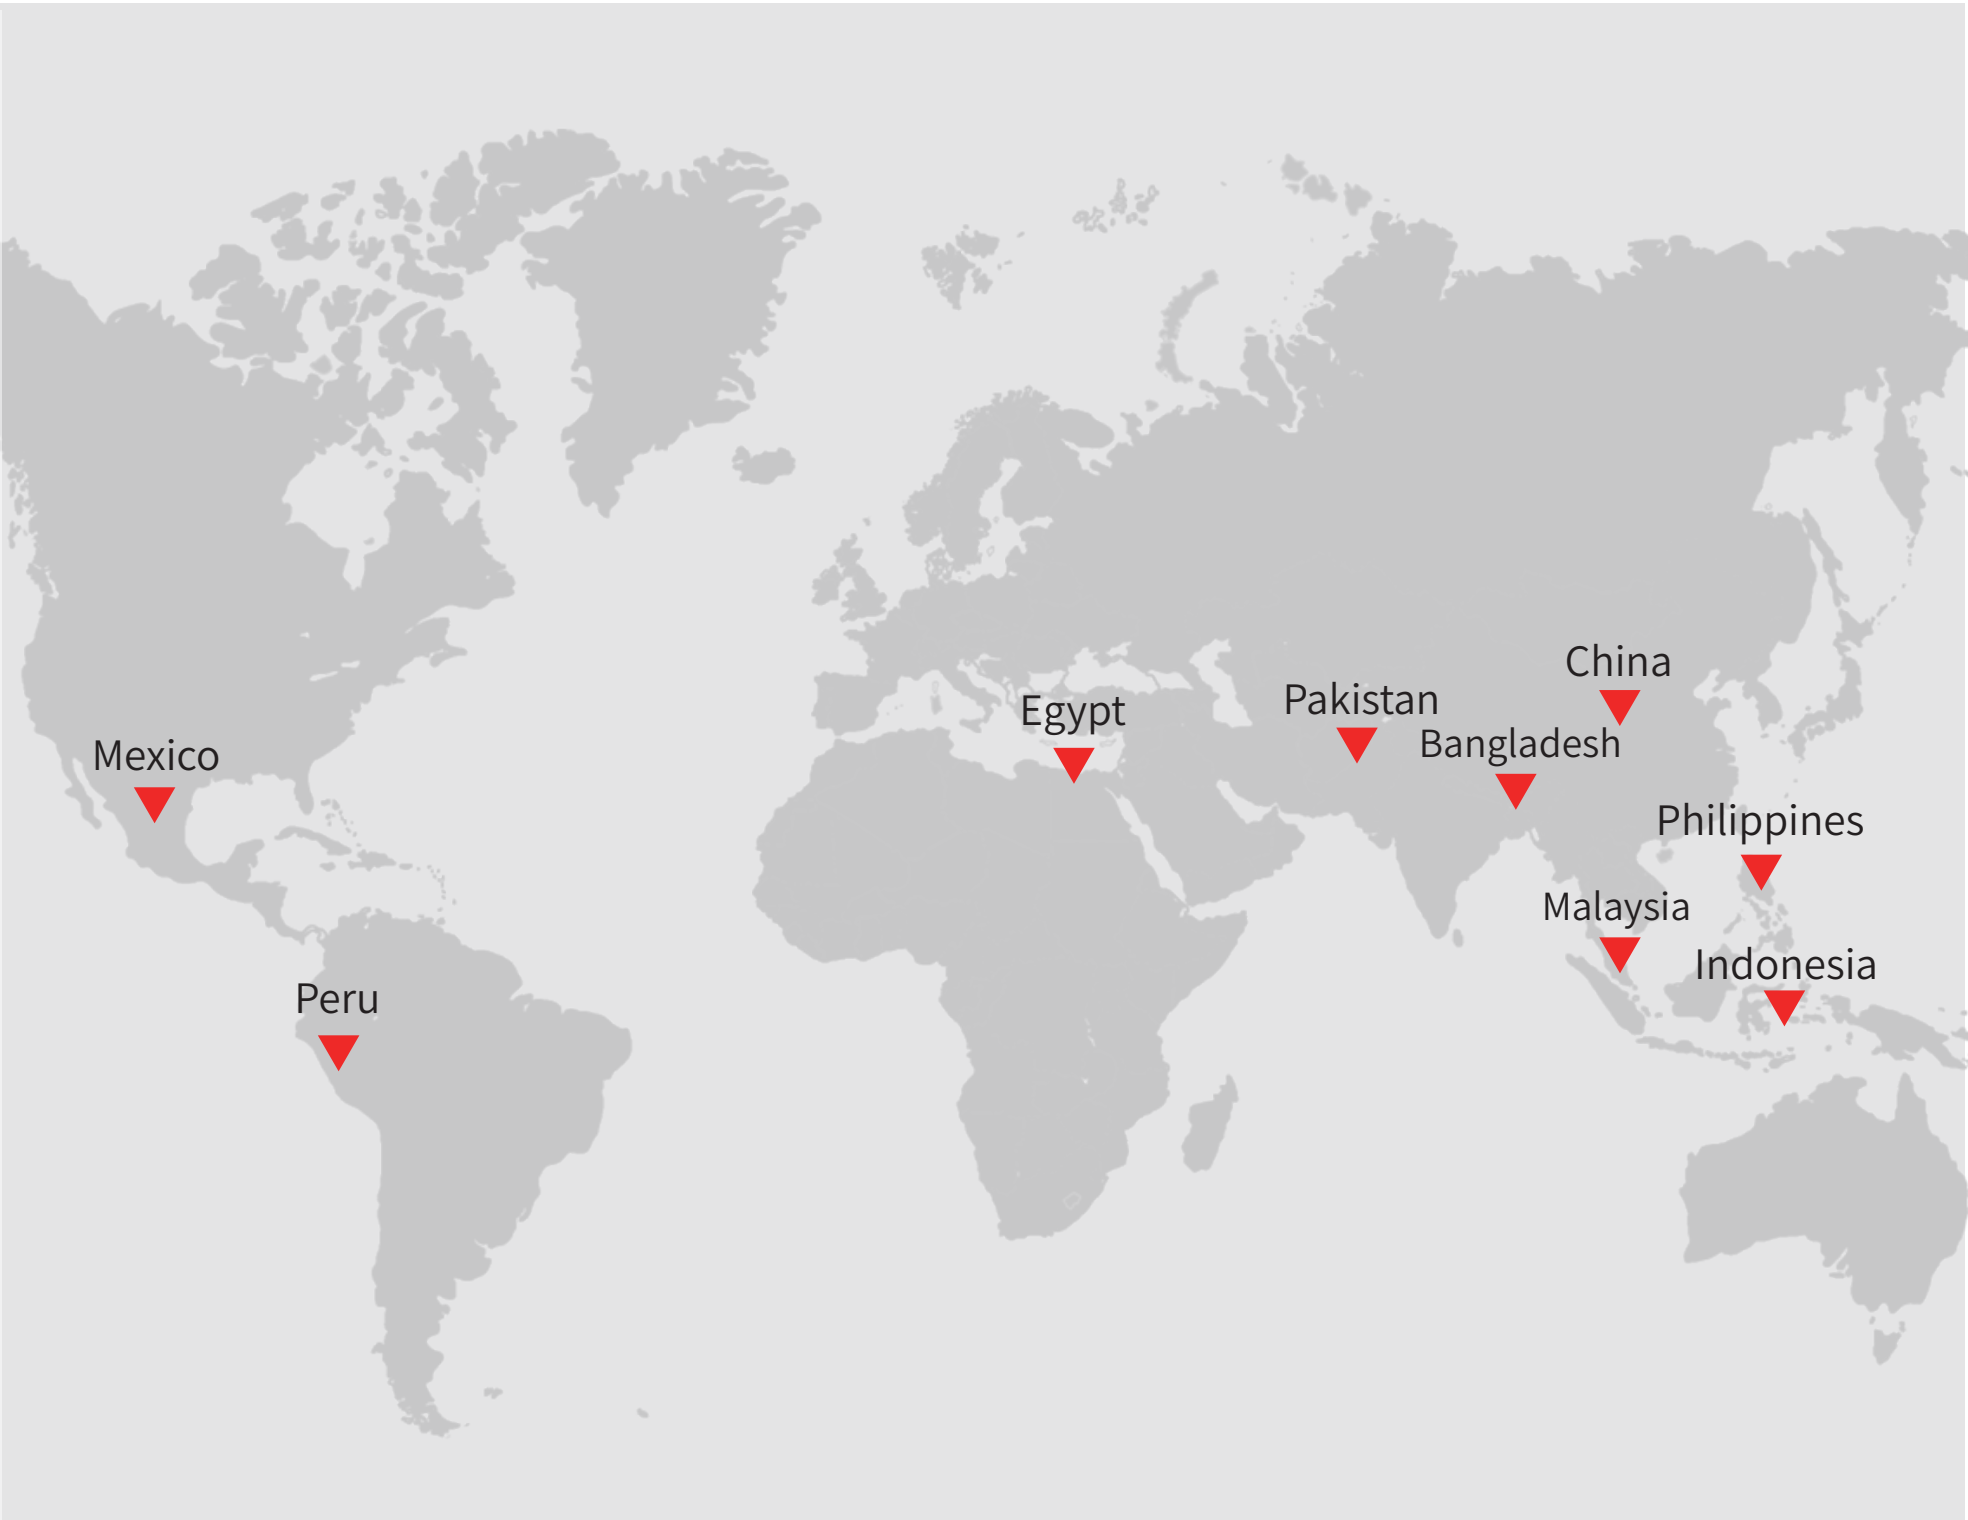 China
Pakistan
Egypt
Bangladesh
Mexico
Philippines
Malaysia
Indonesia
Peru